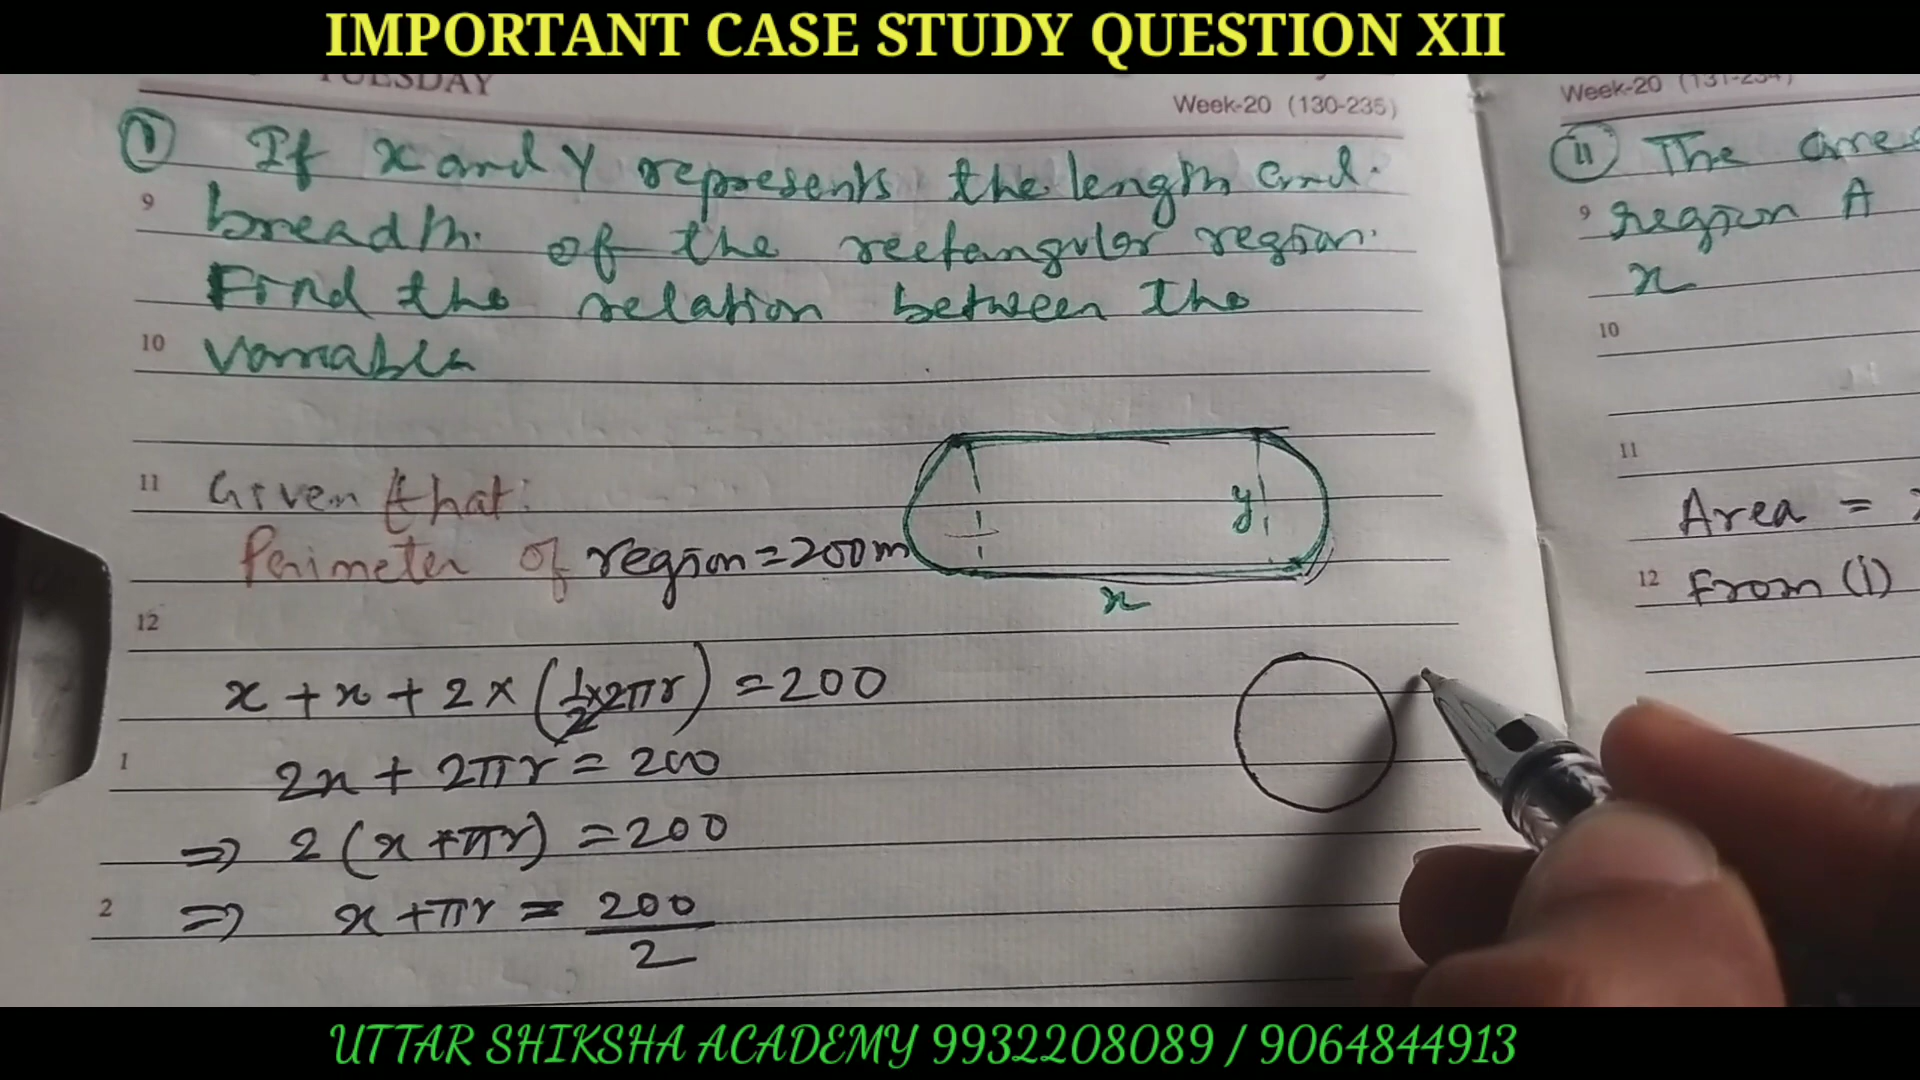 IMPORTANT CASE STUDY QUESTION XII
TUESDAY
Week-20 (130-235)
① If x and y represents the length and
9 breadth of the rectangular region.
Find the relation between the
10 variable
11 Given that:
Perimeter of region = 200m
y
x
12
x + x + 2 × (1/2 × 2πr) = 200
1 2x + 2πr = 200
⇒ 2 (x + πr) = 200
2 ⇒ x + πr = 200/2
Week-20 (131-234)
⑪ The area
9 region A
x
10
11
Area =
12 From (i)
UTTAR SHIKSHA ACADEMY 9932208089 / 9064844913